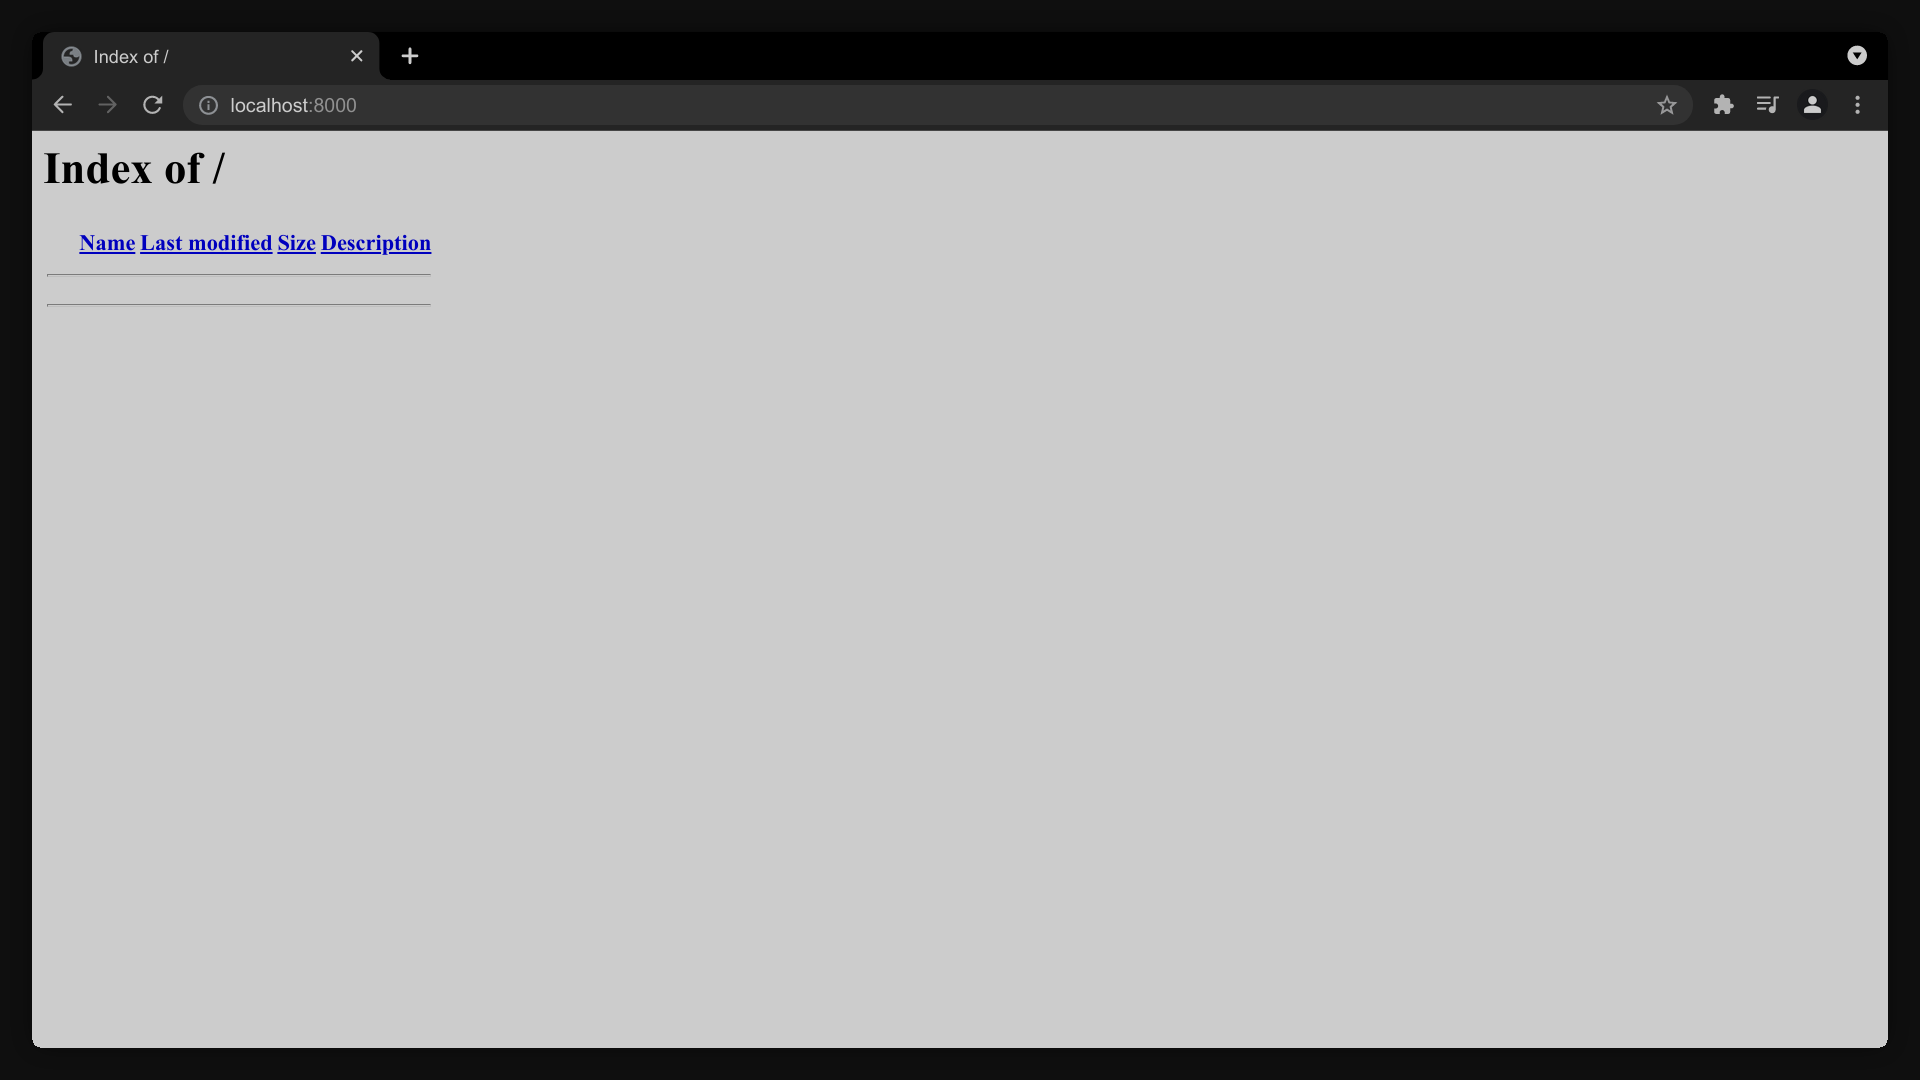 Index of /
localhost:8000
Index of /
Name Last modified Size Description